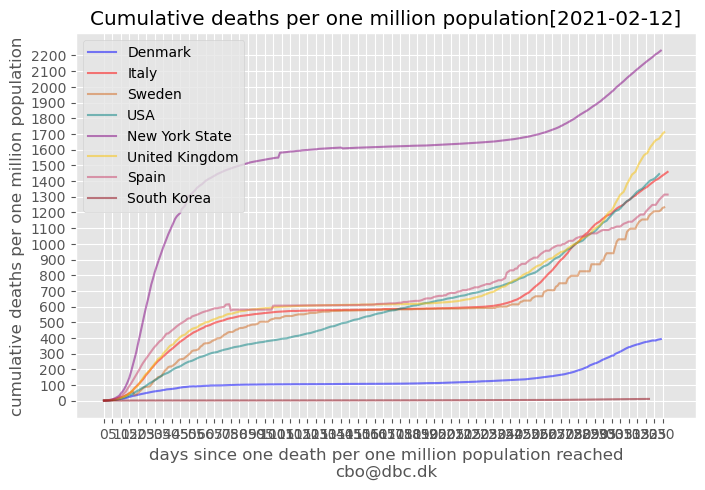 Cumulative deaths per one million population[2021-02-12]
Denmark
Italy
Sweden
USA
New York State
United Kingdom
Spain
South Korea
2200
2100
2000
1900
1800
1700
1600
1500
1400
1300
1200
1100
1000
900
800
700
600
500
400
300
200
100
0
cumulative deaths per one million population
days since one death per one million population reached
cbo@dbc.dk